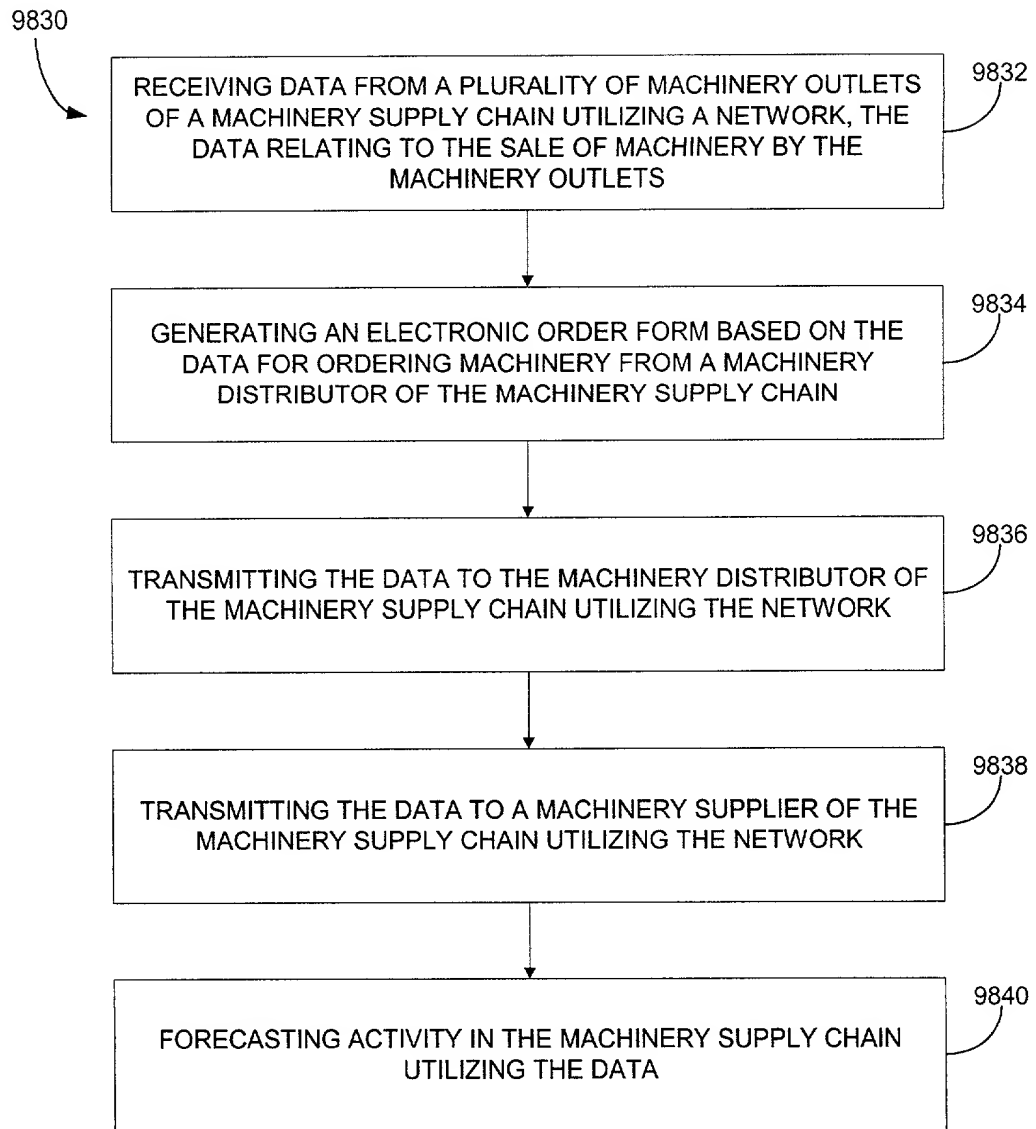 9830
RECEIVING DATA FROM A PLURALITY OF MACHINERY OUTLETS
OF A MACHINERY SUPPLY CHAIN UTILIZING A NETWORK, THE
DATA RELATING TO THE SALE OF MACHINERY BY THE
MACHINERY OUTLETS
9832
GENERATING AN ELECTRONIC ORDER FORM BASED ON THE
DATA FOR ORDERING MACHINERY FROM A MACHINERY
DISTRIBUTOR OF THE MACHINERY SUPPLY CHAIN
9834
TRANSMITTING THE DATA TO THE MACHINERY DISTRIBUTOR OF
THE MACHINERY SUPPLY CHAIN UTILIZING THE NETWORK
9836
TRANSMITTING THE DATA TO A MACHINERY SUPPLIER OF THE
MACHINERY SUPPLY CHAIN UTILIZING THE NETWORK
9838
FORECASTING ACTIVITY IN THE MACHINERY SUPPLY CHAIN
UTILIZING THE DATA
9840